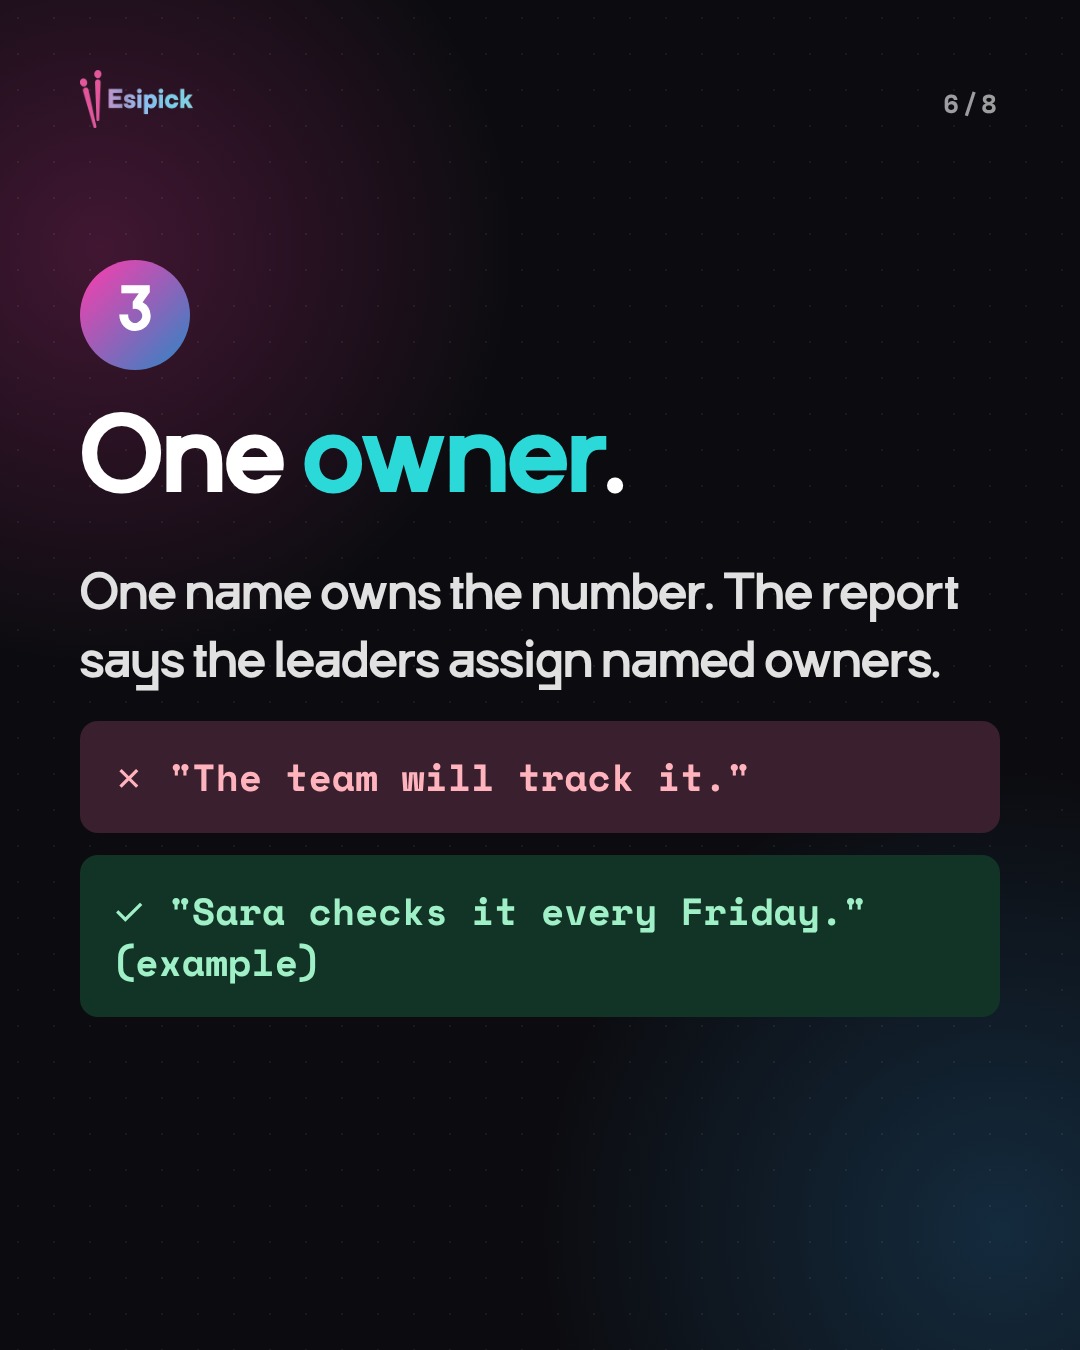 Esipick
6 / 8
3
One owner.
One name owns the number. The report
says the leaders assign named owners.
✕ "The team will track it."
✓ "Sara checks it every Friday."
(example)